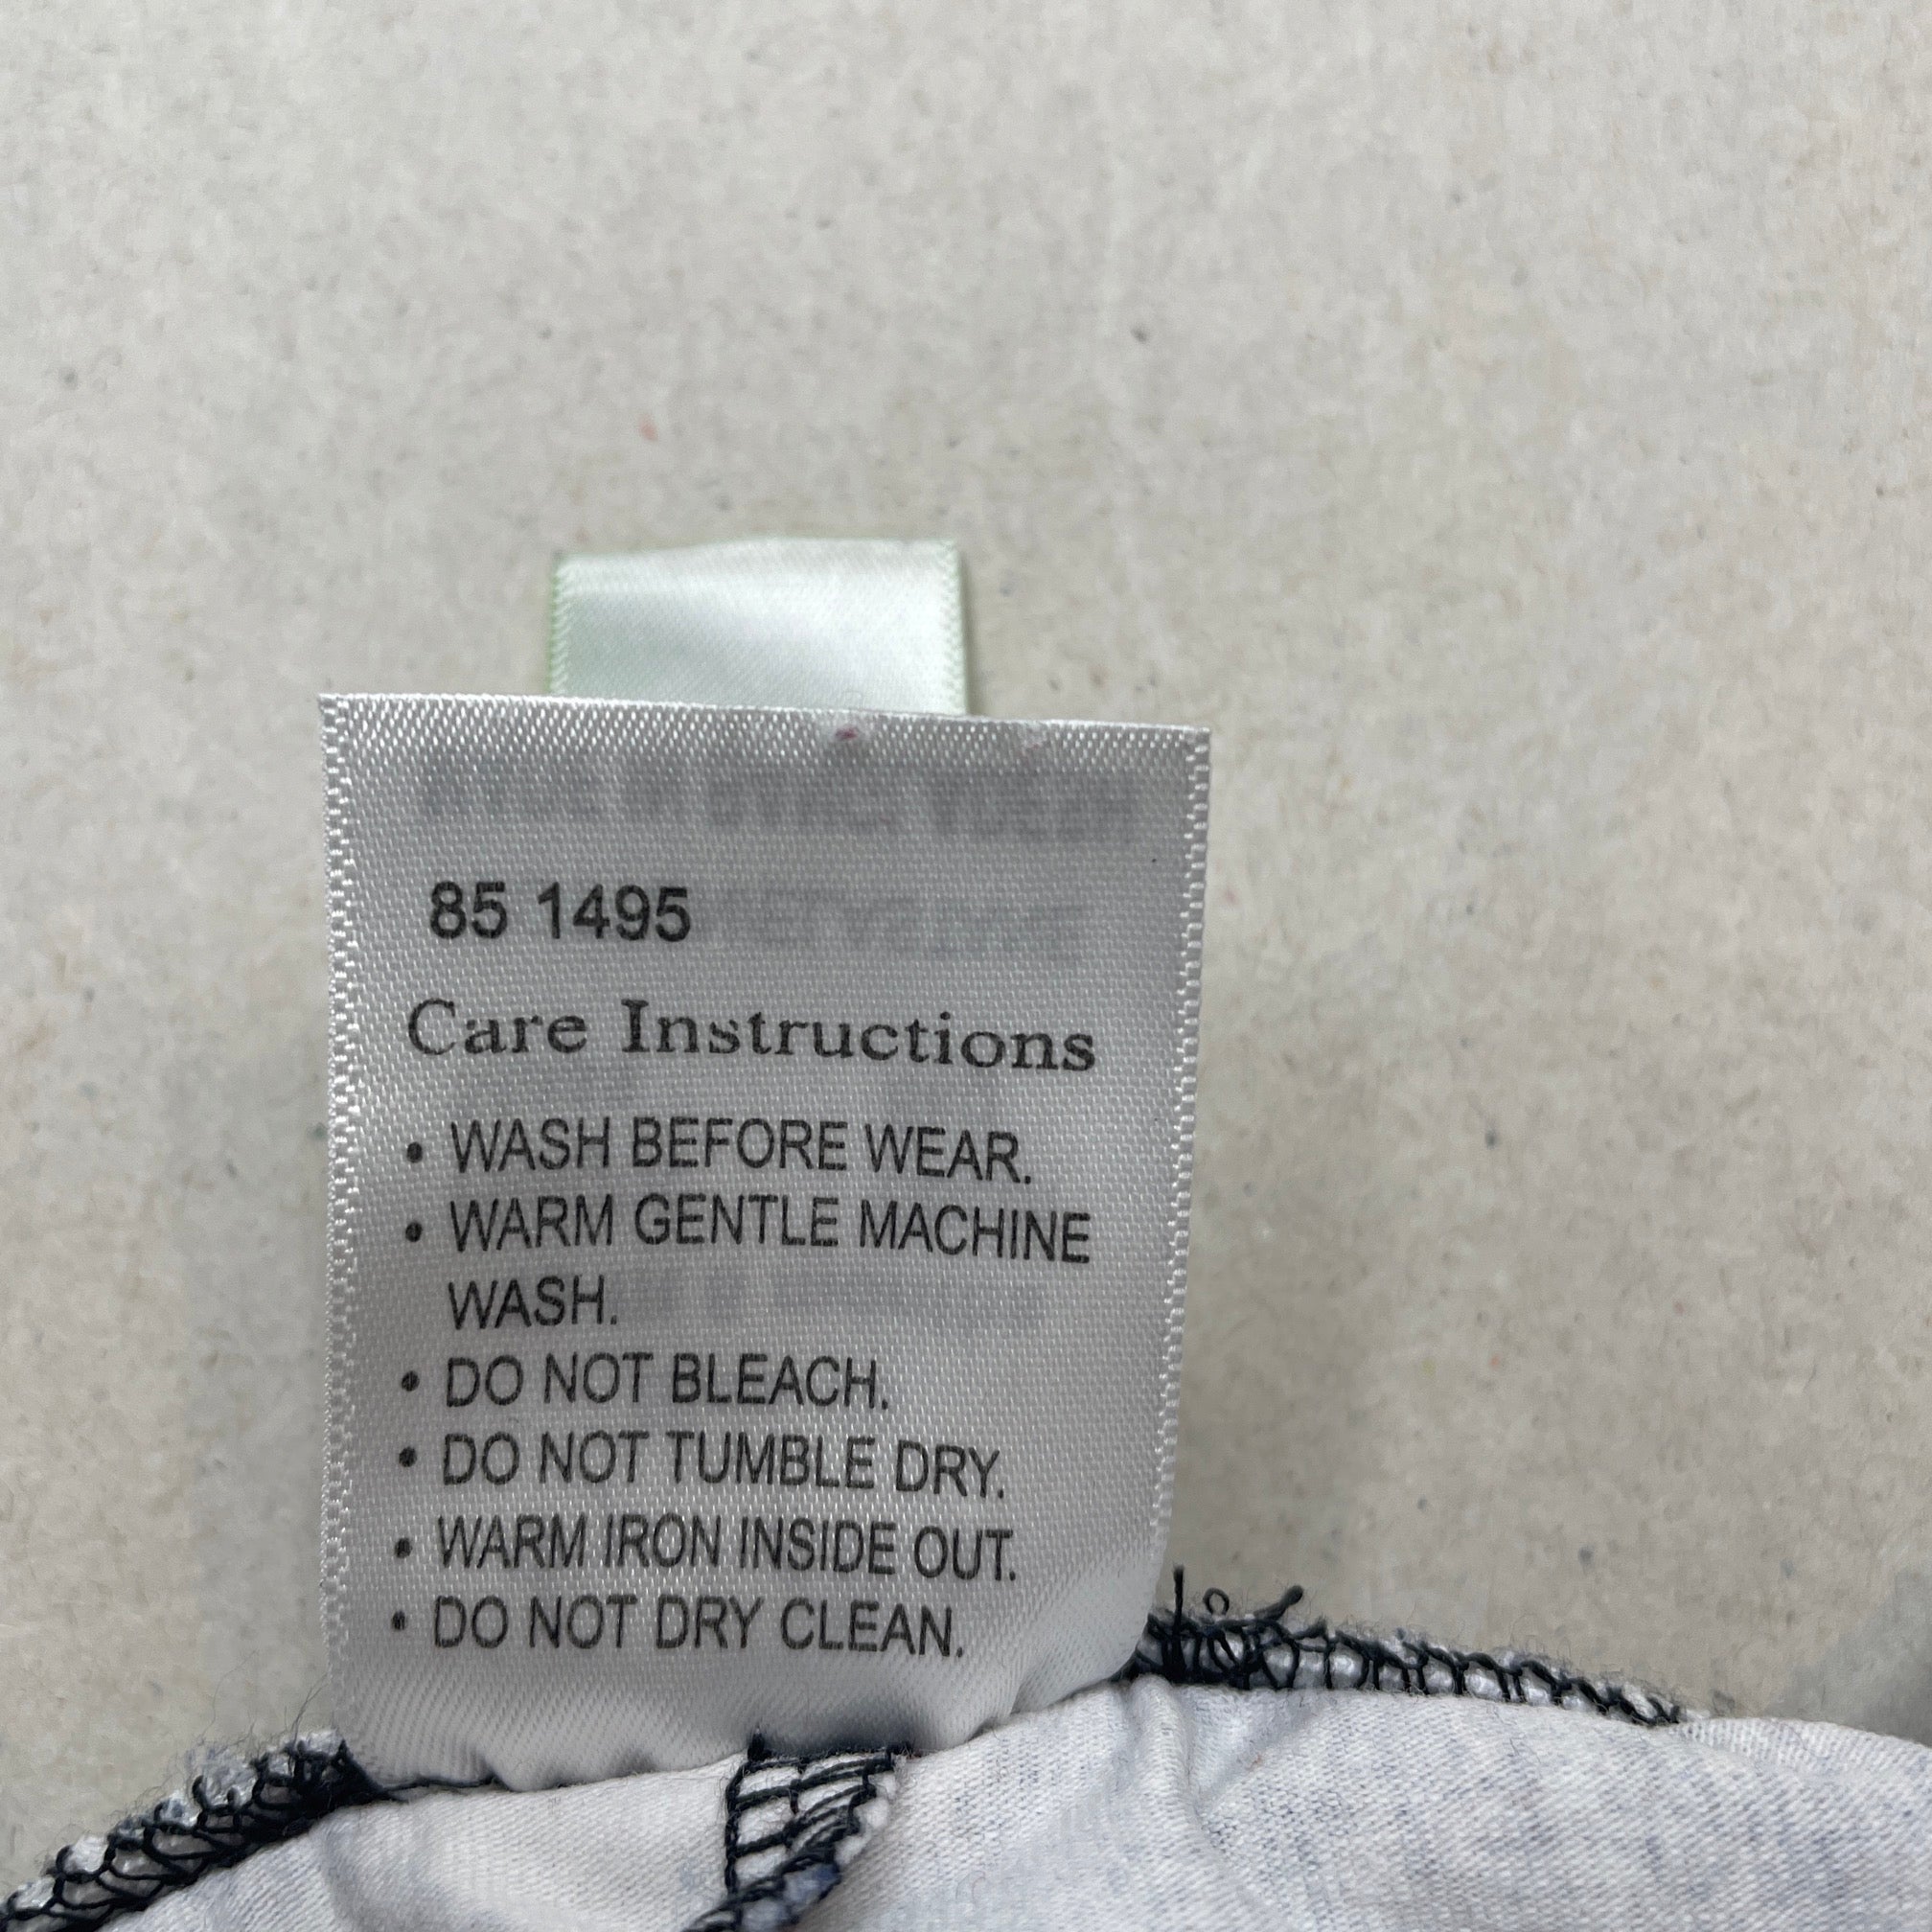 85 1495
Care Instructions
• WASH BEFORE WEAR.
• WARM GENTLE MACHINE
WASH.
• DO NOT BLEACH.
• DO NOT TUMBLE DRY.
• WARM IRON INSIDE OUT.
• DO NOT DRY CLEAN.